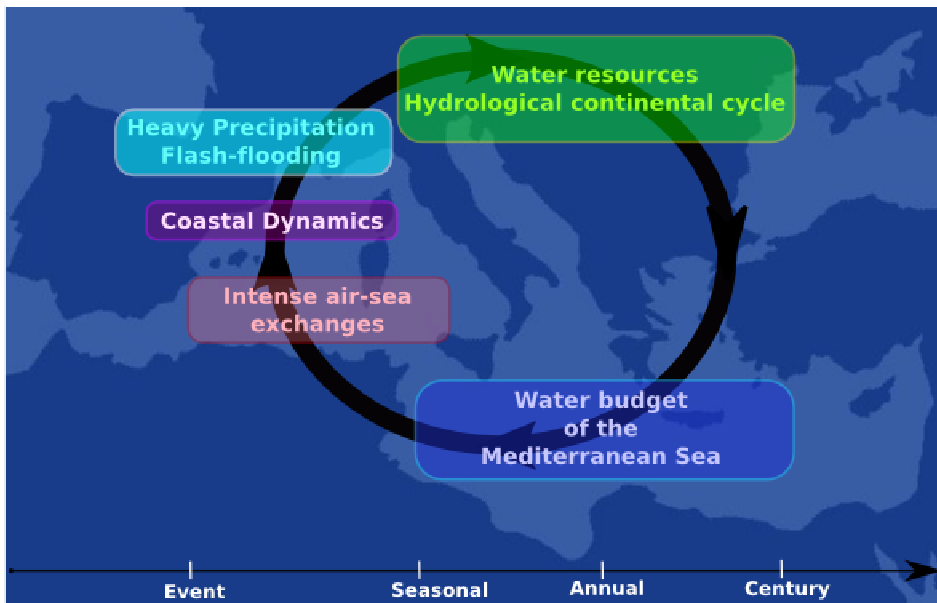 Water resources
Hydrological continental cycle
Heavy Precipitation
Flash-flooding
Coastal Dynamics
Intense air-sea
exchanges
Water budget
of the
Mediterranean Sea
Event
Seasonal
Annual
Century